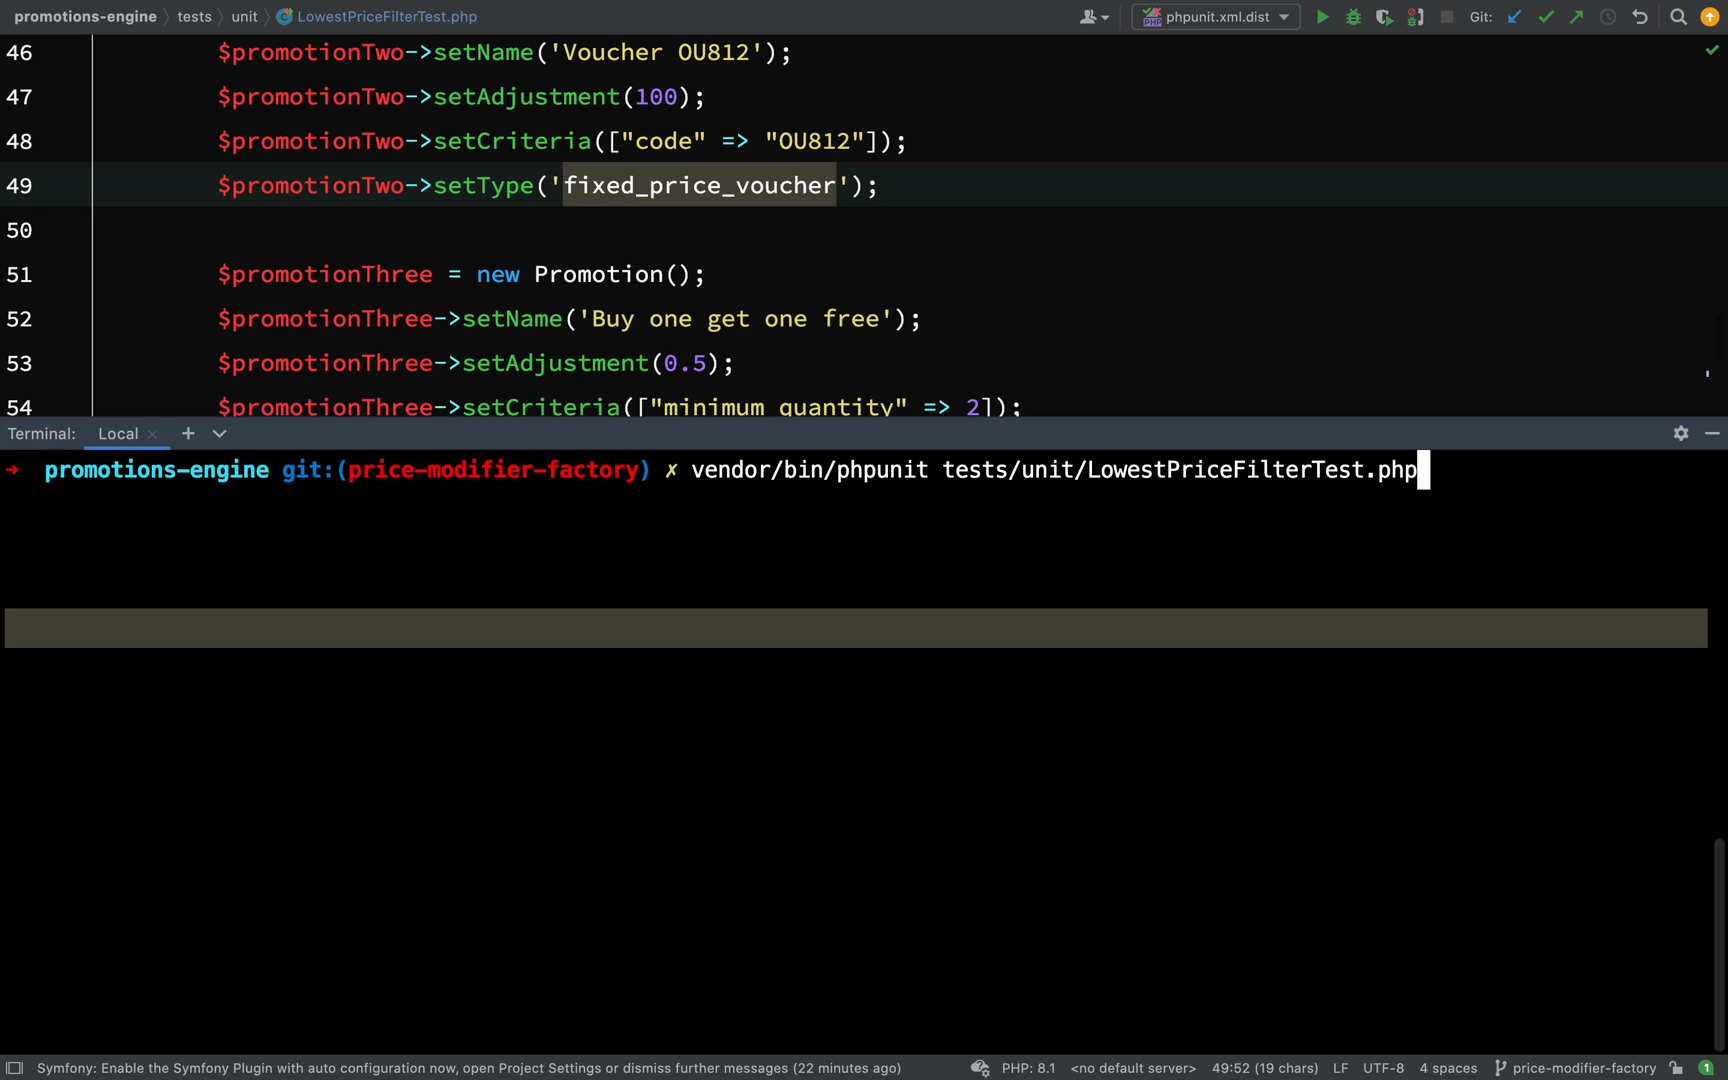 promotions-engine tests unit LowestPriceFilterTest.php phpunit.xml.dist Git:
46 $promotionTwo->setName('Voucher OU812');
47 $promotionTwo->setAdjustment(100);
48 $promotionTwo->setCriteria(["code" => "OU812"]);
49 $promotionTwo->setType('fixed_price_voucher');
50
51 $promotionThree = new Promotion();
52 $promotionThree->setName('Buy one get one free');
53 $promotionThree->setAdjustment(0.5);
54 $promotionThree->setCriteria(["minimum_quantity" => 2]);
Terminal: Local
→ promotions-engine git:(price-modifier-factory) ✗ vendor/bin/phpunit tests/unit/LowestPriceFilterTest.php
Symfony: Enable the Symfony Plugin with auto configuration now, open Project Settings or dismiss further messages (22 minutes ago) PHP: 8.1 <no default server> 49:52 (19 chars) LF UTF-8 4 spaces price-modifier-factory 1